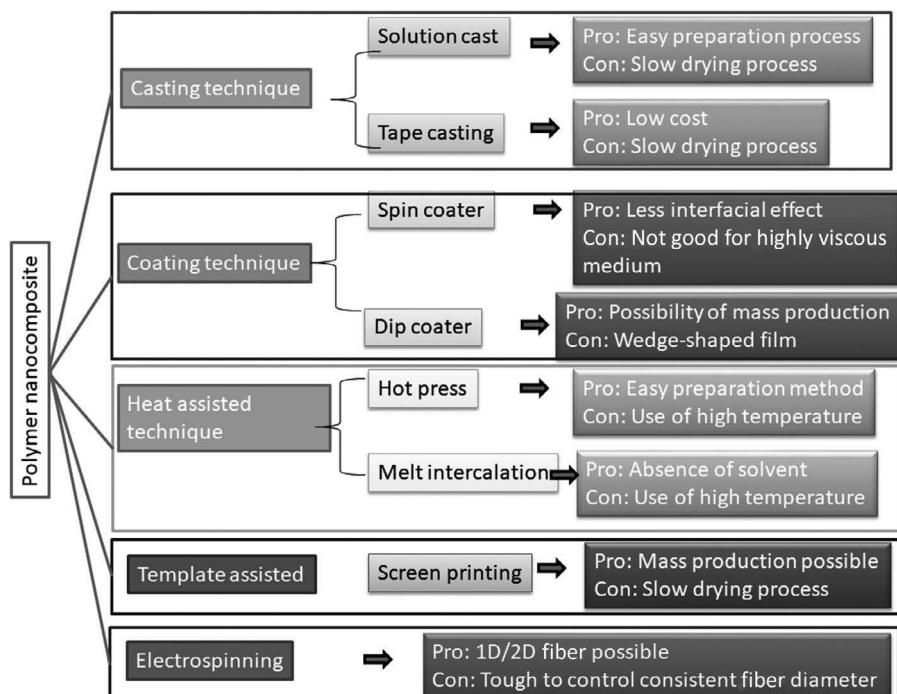 Polymer nanocomposite
Casting technique
Solution cast
Pro: Easy preparation process
Con: Slow drying process
Tape casting
Pro: Low cost
Con: Slow drying process
Coating technique
Spin coater
Pro: Less interfacial effect
Con: Not good for highly viscous
medium
Dip coater
Pro: Possibility of mass production
Con: Wedge-shaped film
Heat assisted
technique
Hot press
Pro: Easy preparation method
Con: Use of high temperature
Melt intercalation
Pro: Absence of solvent
Con: Use of high temperature
Template assisted
Screen printing
Pro: Mass production possible
Con: Slow drying process
Electrospinning
Pro: 1D/2D fiber possible
Con: Tough to control consistent fiber diameter